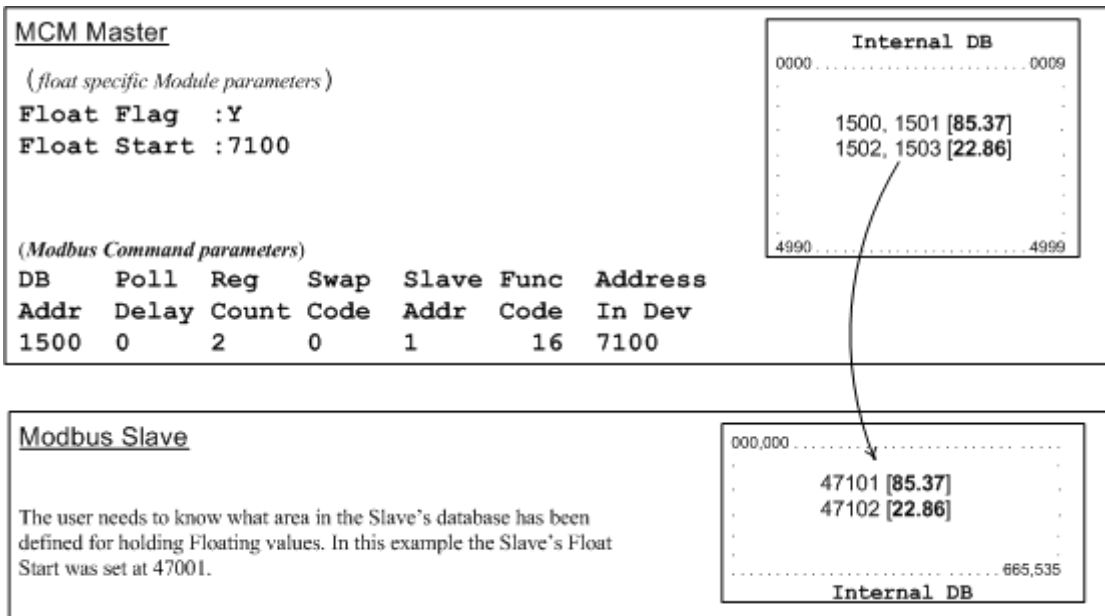 MCM Master
(float specific Module parameters)
Float Flag :Y
Float Start :7100
(Modbus Command parameters)
DB Poll Reg Swap Slave Func Address
Addr Delay Count Code Addr Code In Dev
1500 0 2 0 1 16 7100
Internal DB
0000 0009
1500, 1501 [85.37]
1502, 1503 [22.86]
4990 4999
Modbus Slave
The user needs to know what area in the Slave's database has been
defined for holding Floating values. In this example the Slave's Float
Start was set at 47001.
000,000
47101 [85.37]
47102 [22.86]
665,535
Internal DB